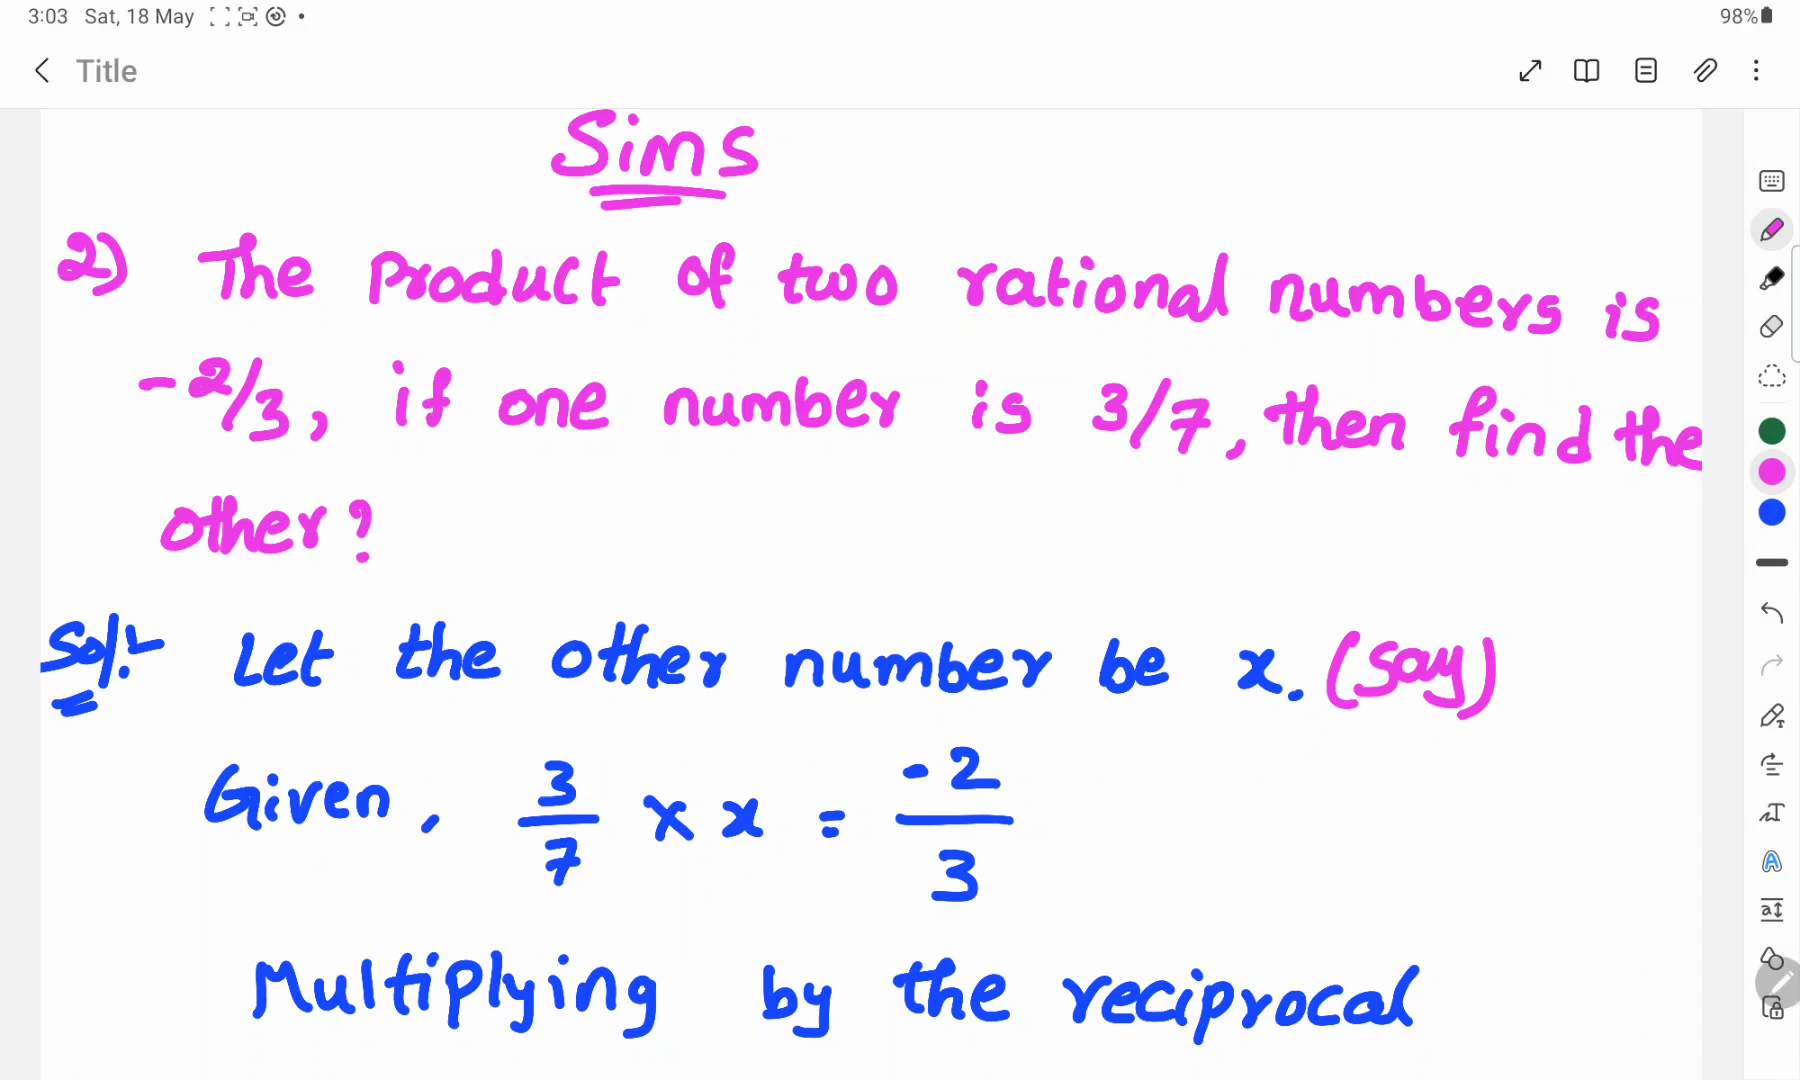 3:03 Sat, 18 May
98%
Title
Sims
2) The product of two rational numbers is
-2/3, if one number is 3/7, then find the
other?
Sol:- Let the other number be x. (say)
Given, 3/7 × x = -2/3
Multiplying by the reciprocal